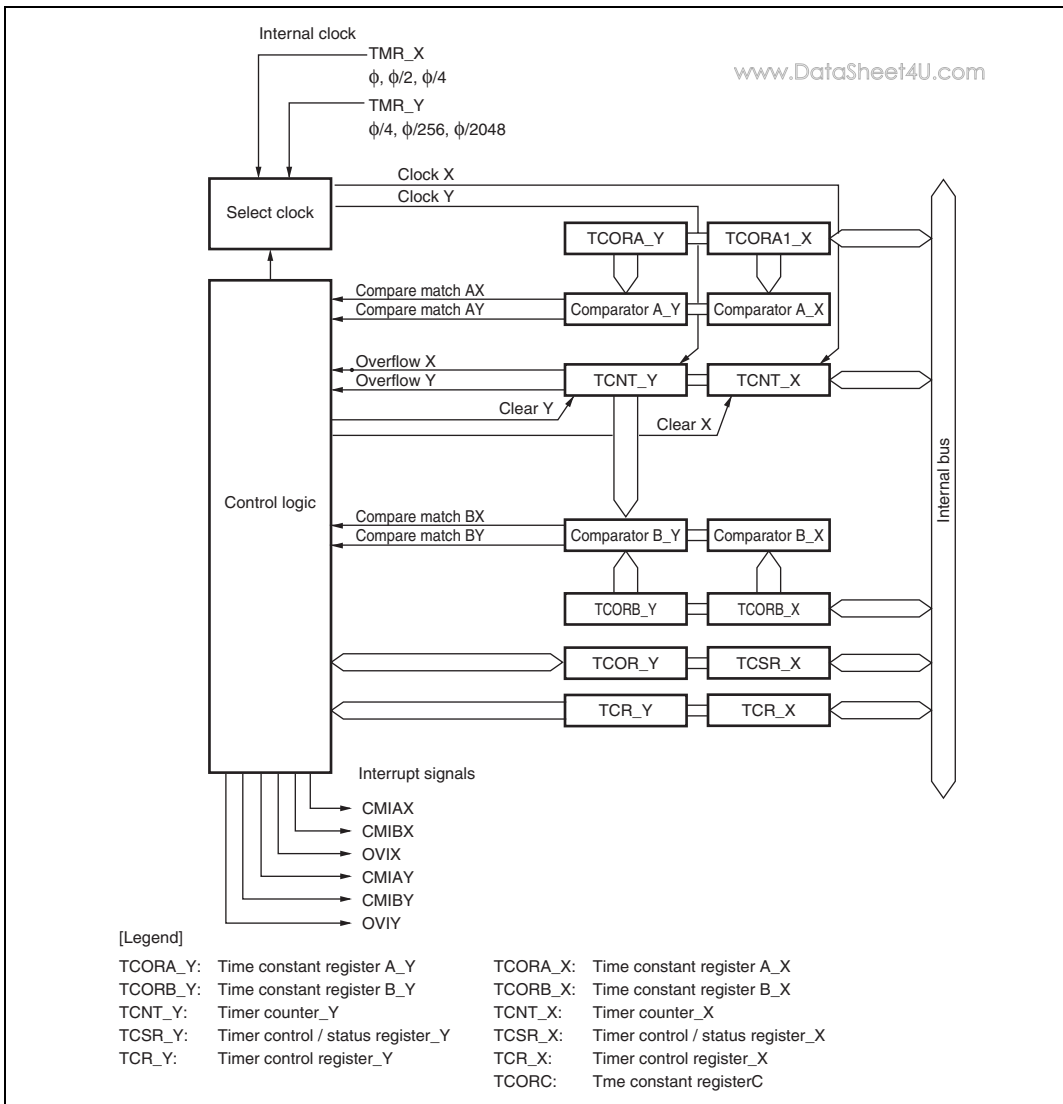 Internal clock
TMR_X
ϕ, ϕ/2, ϕ/4
www.DataSheet4U.com
TMR_Y
ϕ/4, ϕ/256, ϕ/2048
Clock X
Clock Y
Select clock
TCORA_Y
TCORA1_X
Compare match AX
Compare match AY
Comparator A_Y
Comparator A_X
Overflow X
Overflow Y
TCNT_Y
TCNT_X
Clear Y
Clear X
Internal bus
Control logic
Compare match BX
Compare match BY
Comparator B_Y
Comparator B_X
TCORB_Y
TCORB_X
TCOR_Y
TCSR_X
TCR_Y
TCR_X
Interrupt signals
CMIAX
CMIBX
OVIX
CMIAY
CMIBY
OVIY
[Legend]
TCORA_Y: Time constant register A_Y
TCORB_Y: Time constant register B_Y
TCNT_Y: Timer counter_Y
TCSR_Y: Timer control / status register_Y
TCR_Y: Timer control register_Y
TCORA_X: Time constant register A_X
TCORB_X: Time constant register B_X
TCNT_X: Timer counter_X
TCSR_X: Timer control / status register_X
TCR_X: Timer control register_X
TCORC: Tme constant registerC